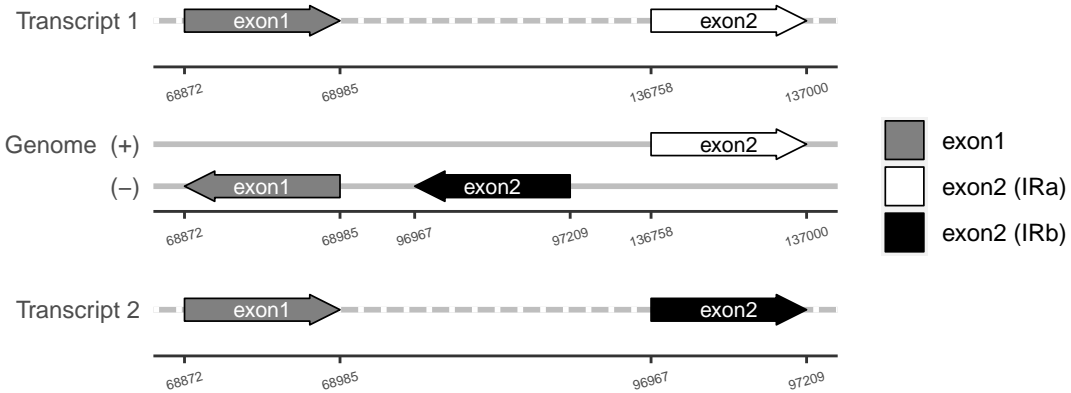 Transcript 1 exon1 exon2
68872 68985 136758 137000
Genome (+) exon2
(−) exon1 exon2
68872 68985 96967 97209 136758 137000
exon1
exon2 (IRa)
exon2 (IRb)
Transcript 2 exon1 exon2
68872 68985 96967 97209